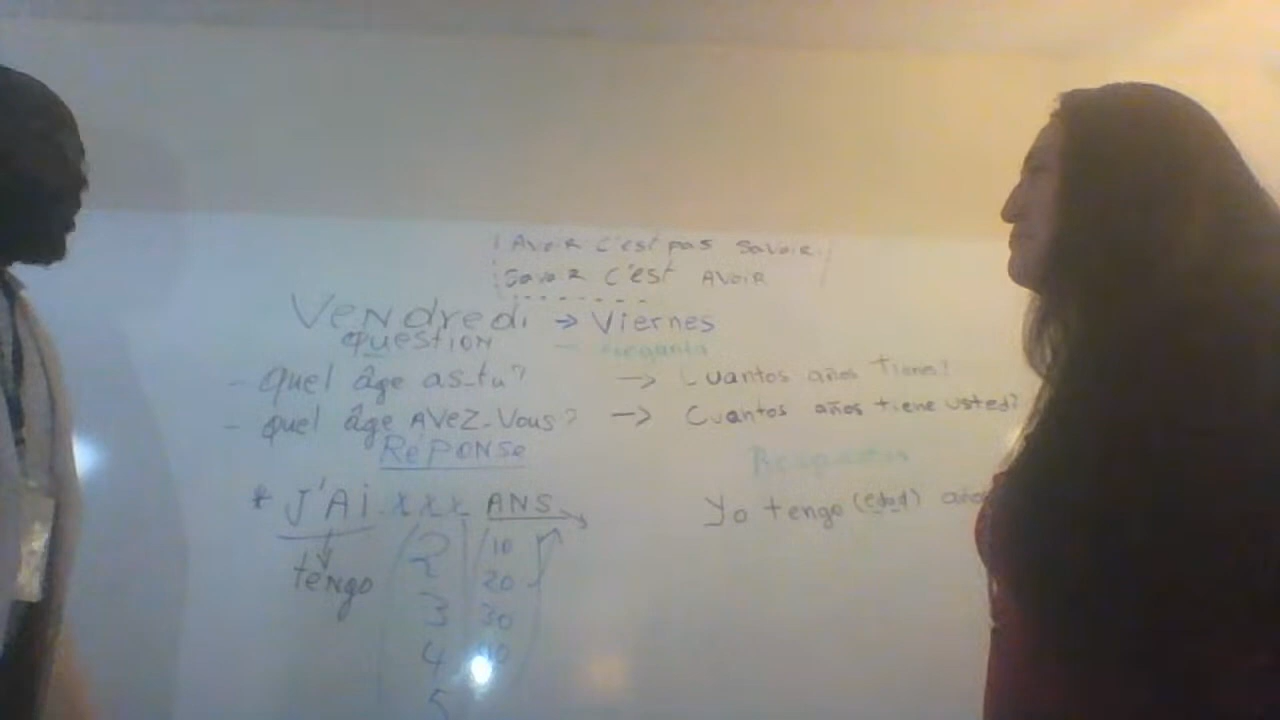 Avoir c'est pas savoir.
Savoir c'est Avoir
Vendredi → Viernes
question - Pregunta
- quel âge as-tu? → Cuantos años Tienes?
- quel âge Avez-Vous? → Cuantos años tiene usted?
RéPONSe
* J'Ai xxx ANS
Yo tengo (edad) años
tengo
2 10
20
3 30
4
5